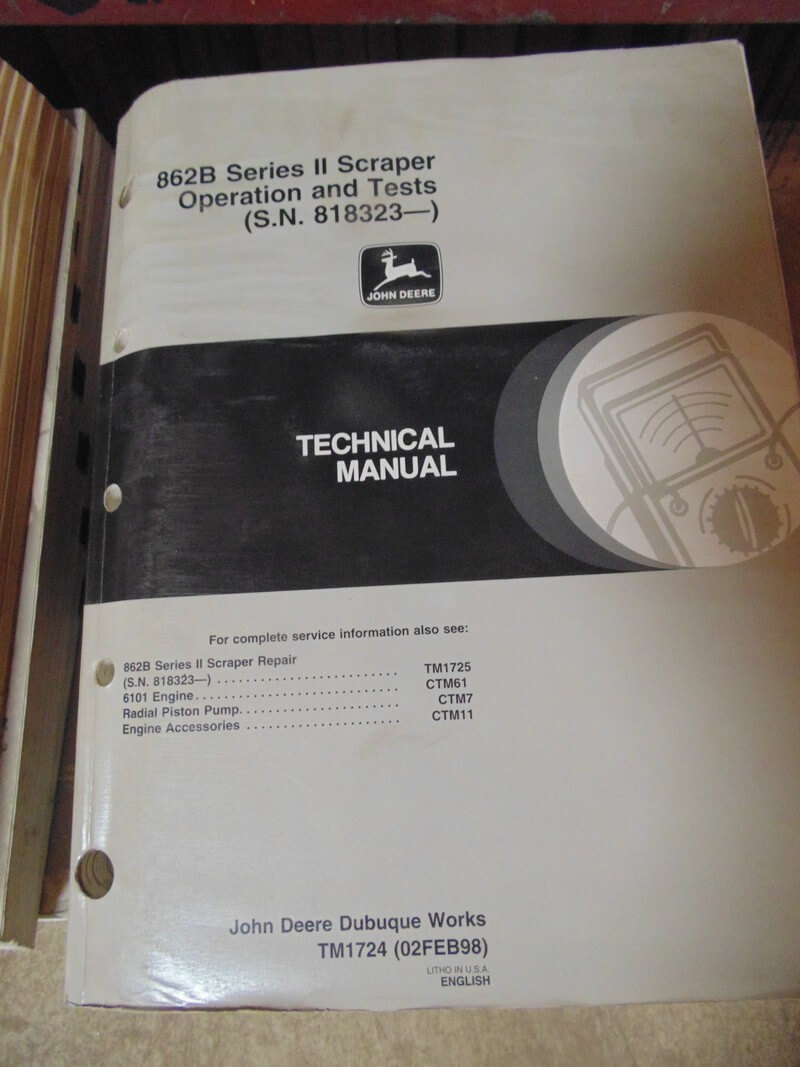 862B Series II Scraper
Operation and Tests
(S.N. 818323—)
JOHN DEERE
TECHNICAL
MANUAL
For complete service information also see:
862B Series II Scraper Repair
(S.N. 818323—) . . . . . . . . . . . . . . . . . . . . . . . . . TM1725
6101 Engine. . . . . . . . . . . . . . . . . . . . . . . . . . . . CTM61
Radial Piston Pump. . . . . . . . . . . . . . . . . . . . . . CTM7
Engine Accessories . . . . . . . . . . . . . . . . . . . . . CTM11
John Deere Dubuque Works
TM1724 (02FEB98)
LITHO IN U.S.A.
ENGLISH